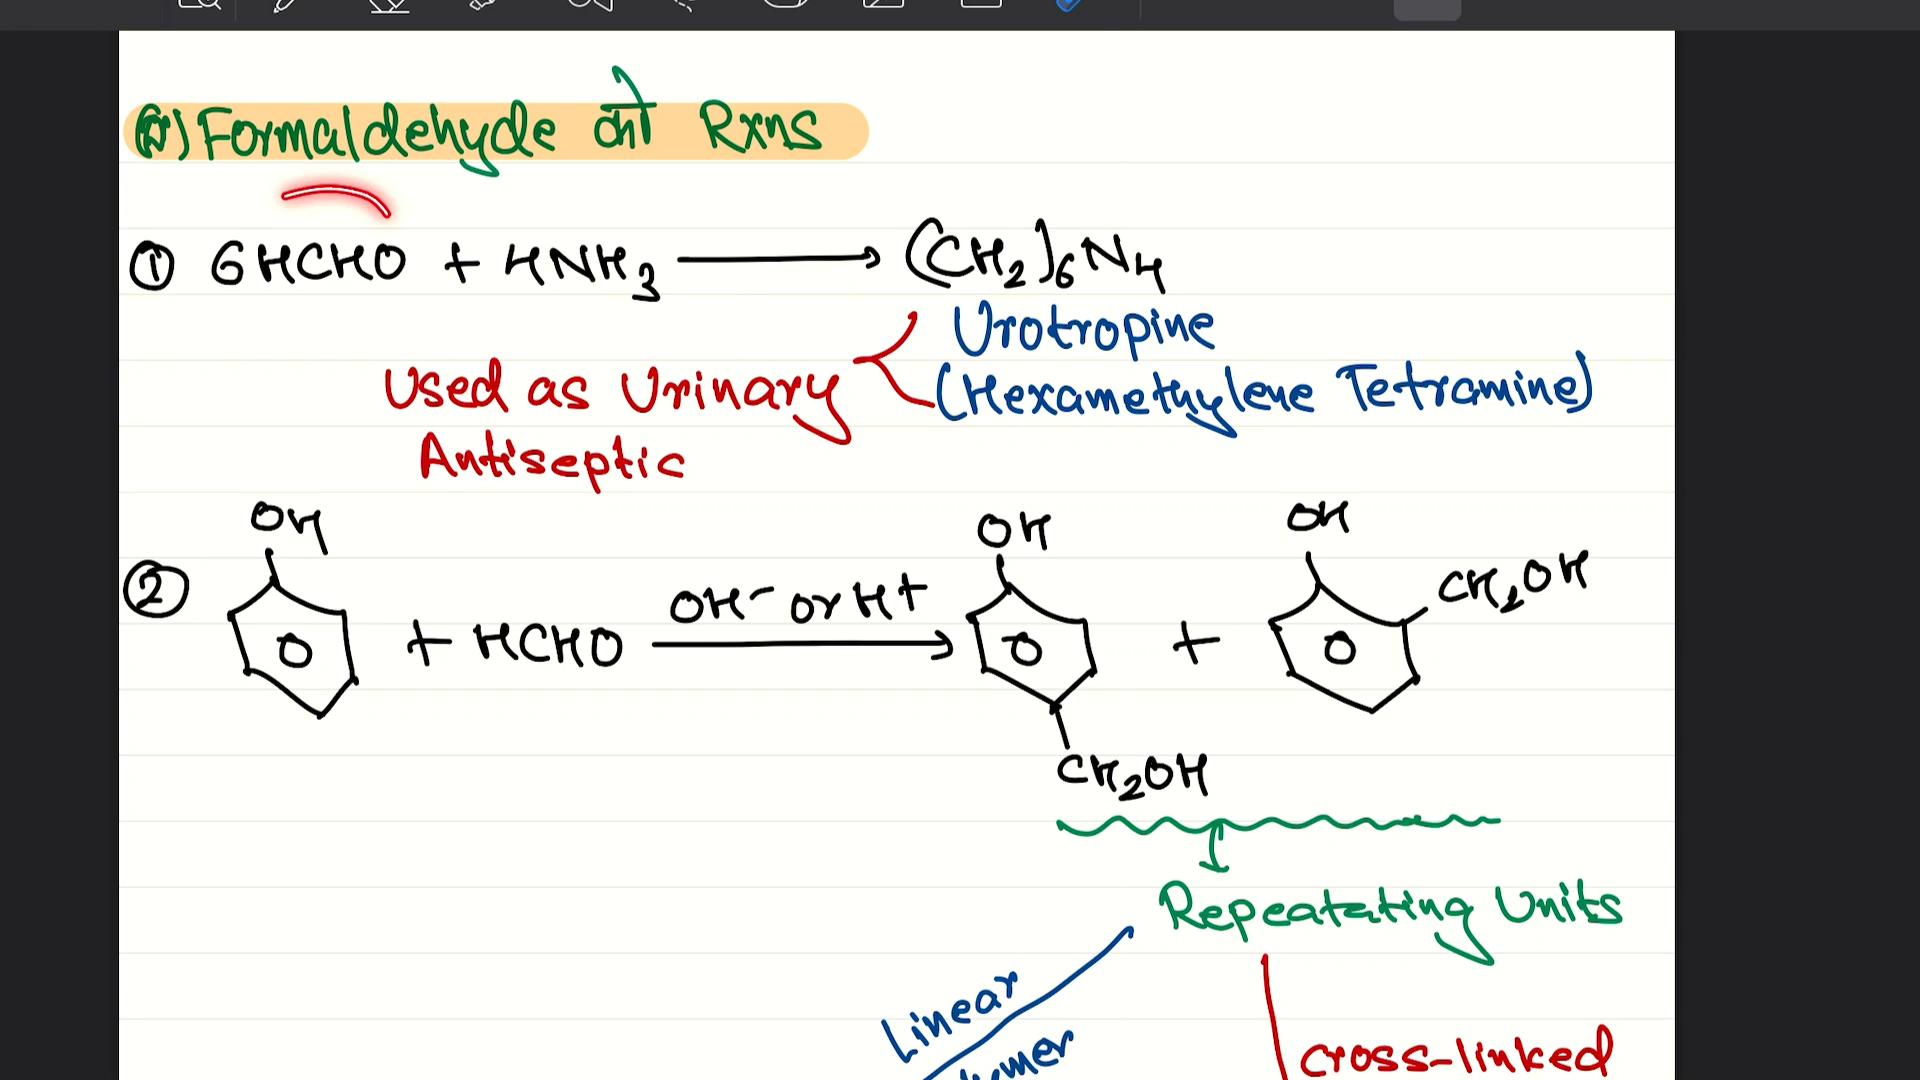 Formaldehyde को Rxns
① 6HCHO + 4NH₃ ⟶ (CH₂)₆N₄
Urotropine
(Hexamethylene Tetramine)
Used as Urinary
Antiseptic
②
OH
+ HCHO
OH⁻ or H+
OH
CH₂OH
+
OH
CH₂OH
Repeatating Units
Linear
cross-linked